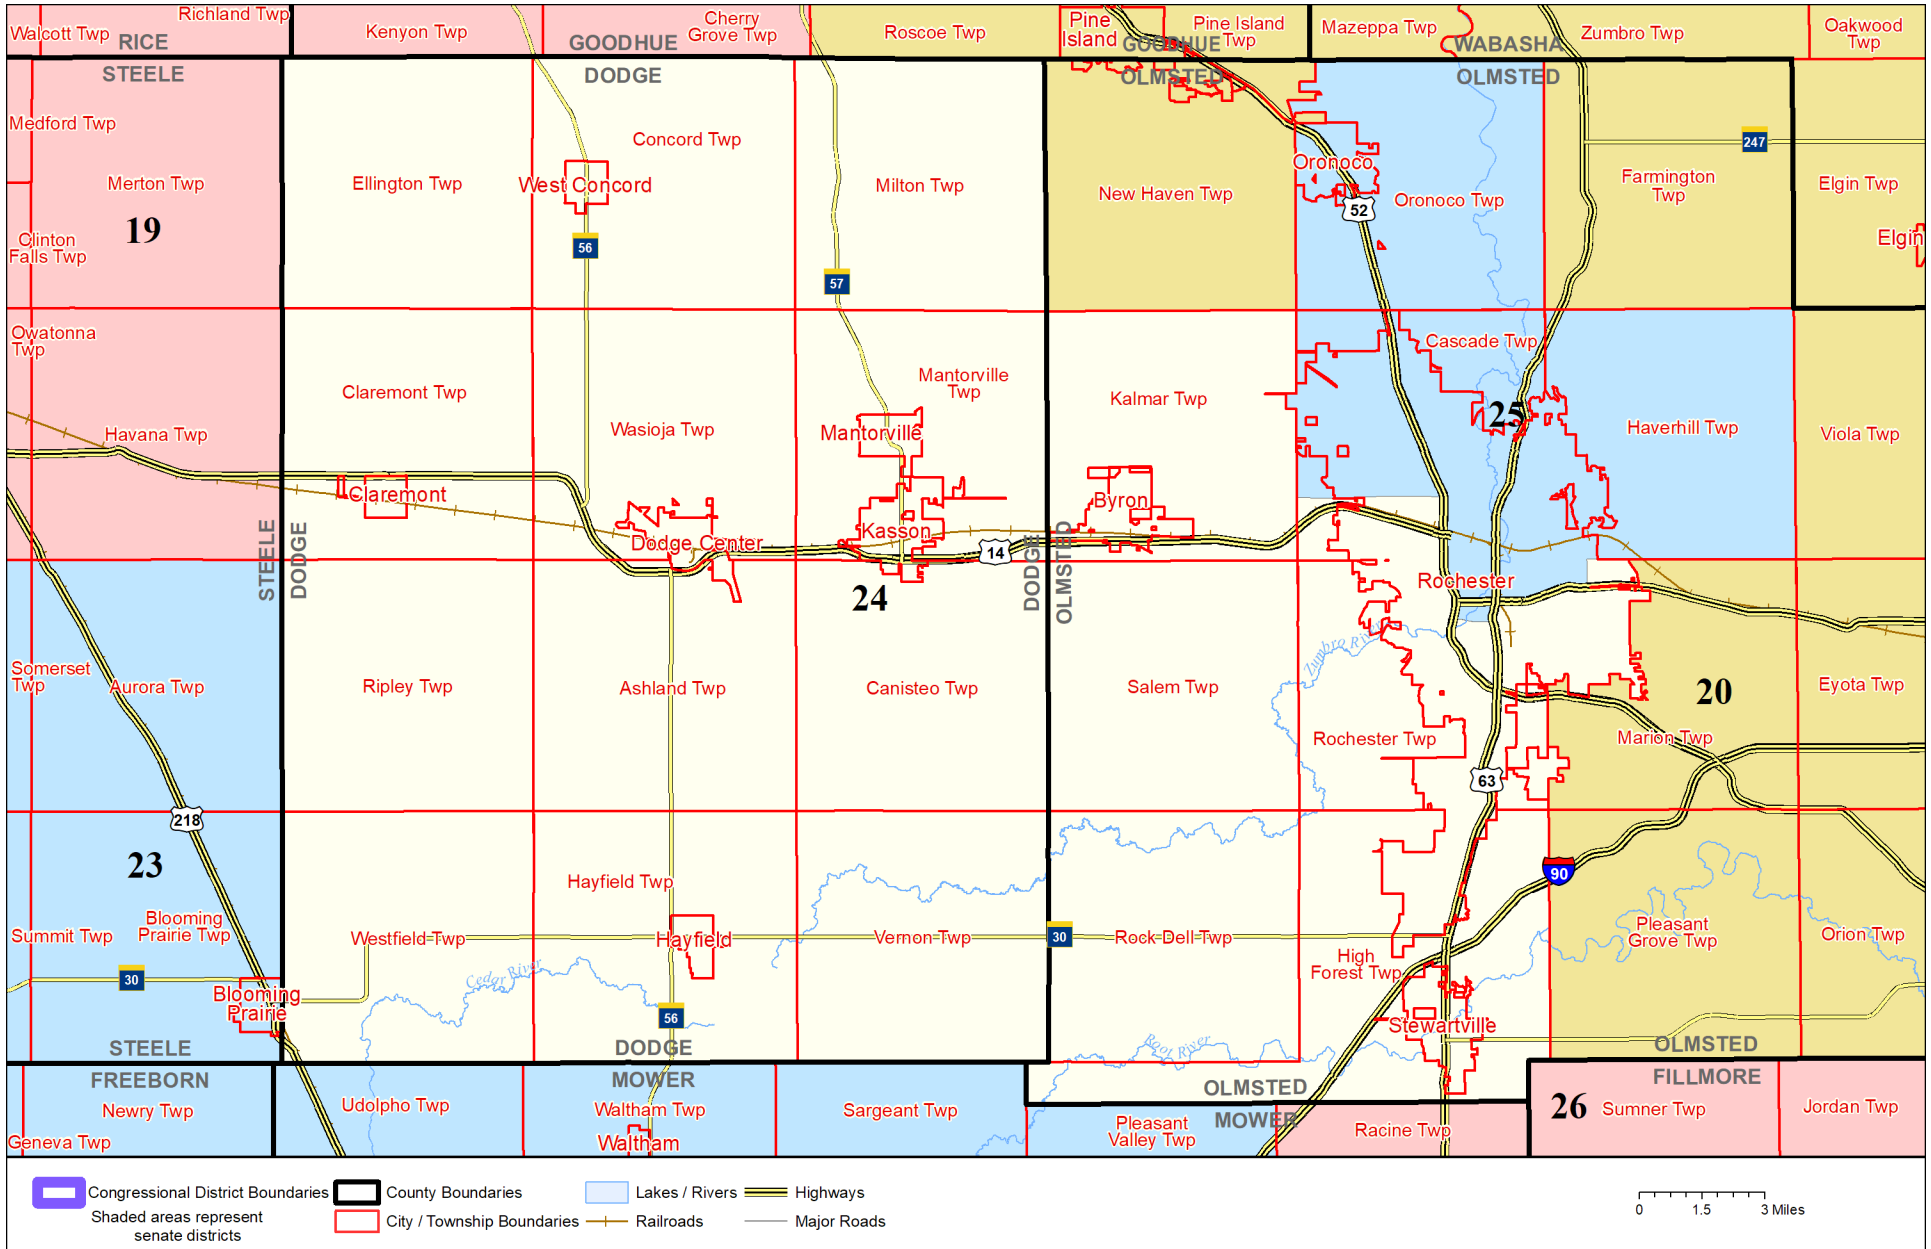 Walcott Twp
Richland Twp
RICE
Kenyon Twp
GOODHUE
Cherry
Grove Twp
Roscoe Twp
Pine
Island
Pine Island
Twp
GOODHUE
Mazeppa Twp
WABASHA
Zumbro Twp
Oakwood
Twp
STEELE
DODGE
OLMSTED
OLMSTED
Medford Twp
Merton Twp
19
Clinton
Falls Twp
Ellington Twp
West Concord
Concord Twp
56
Milton Twp
57
New Haven Twp
Oronoco
52
Oronoco Twp
247
Farmington
Twp
Elgin Twp
Elgin
Owatonna
Twp
Havana Twp
Claremont Twp
Claremont
Wasioja Twp
Mantorville
Twp
Mantorville
Kasson
Dodge Center
14
24
Kalmar Twp
Byron
Cascade Twp
25
Haverhill Twp
Viola Twp
STEELE
DODGE
DODGE
OLMSTED
Rochester
Somerset
Twp
Aurora Twp
Ripley Twp
Ashland Twp
Canisteo Twp
Salem Twp
Zumbro River
Rochester Twp
63
20
Marion Twp
Eyota Twp
218
23
Summit Twp
Blooming
Prairie Twp
30
Blooming
Prairie
Hayfield Twp
Westfield Twp
Hayfield
Cedar River
56
Vernon Twp
30
Rock Dell Twp
High
Forest Twp
90
Pleasant
Grove Twp
Orion Twp
Stewartville
Root River
STEELE
DODGE
OLMSTED
FREEBORN
MOWER
OLMSTED
FILLMORE
Newry Twp
Geneva Twp
Udolpho Twp
Waltham Twp
Waltham
Sargeant Twp
Pleasant
Valley Twp
MOWER
Racine Twp
26
Sumner Twp
Jordan Twp
Congressional District Boundaries
County Boundaries
Lakes / Rivers
Highways
Shaded areas represent
senate districts
City / Township Boundaries
Railroads
Major Roads
0 1.5 3 Miles